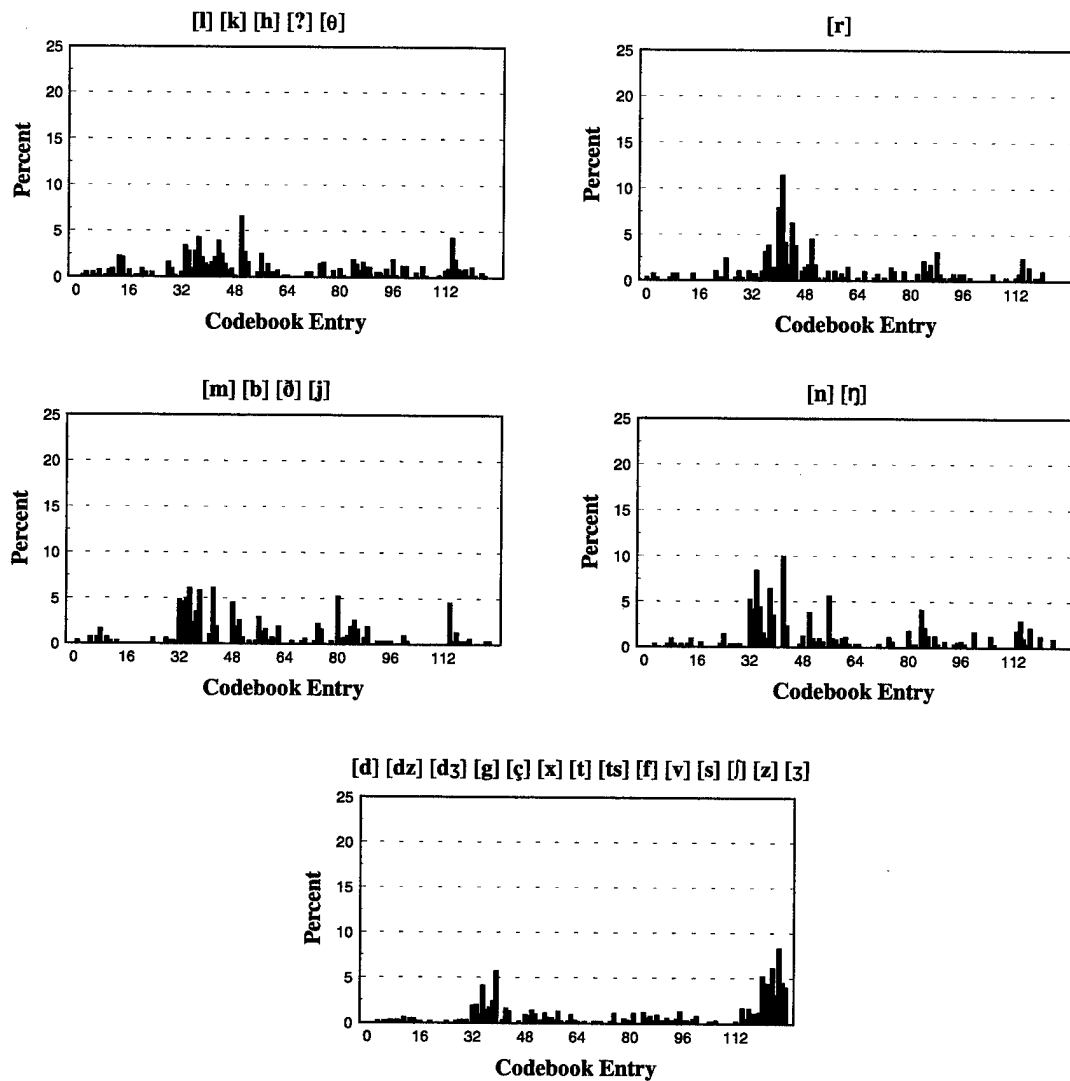 [l] [k] [h] [?] [θ]
25
20
15
10
5
0
Percent
0 16 32 48 64 80 96 112
Codebook Entry
[r]
25
20
15
10
5
0
Percent
0 16 32 48 64 80 96 112
Codebook Entry
[m] [b] [ð] [j]
25
20
15
10
5
0
Percent
0 16 32 48 64 80 96 112
Codebook Entry
[n] [ŋ]
25
20
15
10
5
0
Percent
0 16 32 48 64 80 96 112
Codebook Entry
[d] [dz] [dʒ] [g] [ç] [x] [t] [ts] [f] [v] [s] [ʃ] [z] [ʒ]
25
20
15
10
5
0
Percent
0 16 32 48 64 80 96 112
Codebook Entry